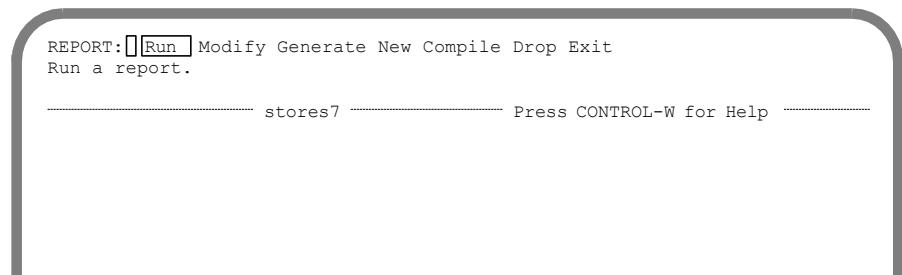 REPORT: Run Modify Generate New Compile Drop Exit
Run a report.
stores7 Press CONTROL-W for Help